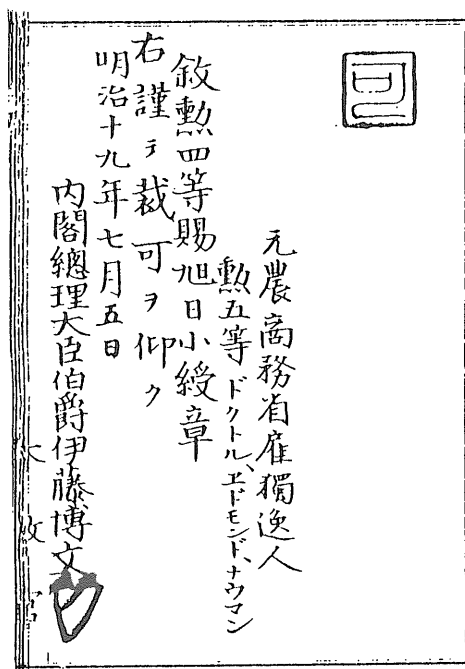 可
元農商務省雇獨逸人
勲五等ドクトル、エドモンド、ナウマン
敘勲四等賜旭日小綬章
右謹テ裁可ヲ仰ク
明治十九年七月五日
内閣總理大臣伯爵伊藤博文